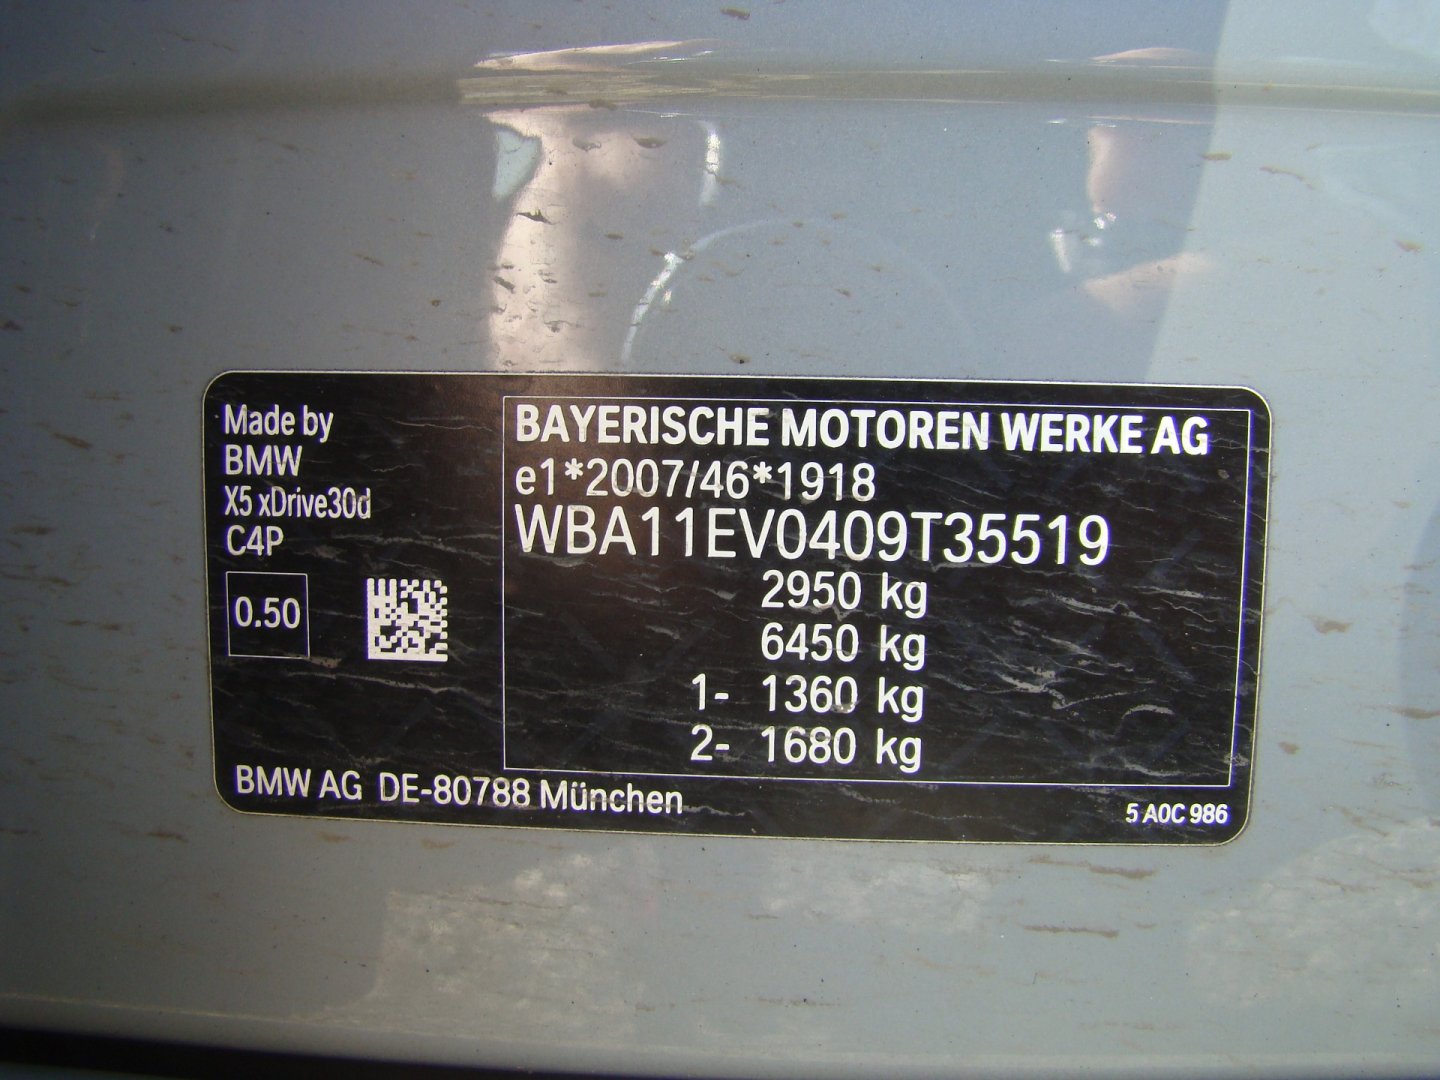 Made by
BMW
X5 xDrive30d
C4P
0.50
BAYERISCHE MOTOREN WERKE AG
e1*2007/46*1918
WBA11EV0409T35519
2950 kg
6450 kg
1- 1360 kg
2- 1680 kg
BMW AG DE-80788 München
5 A0C 986